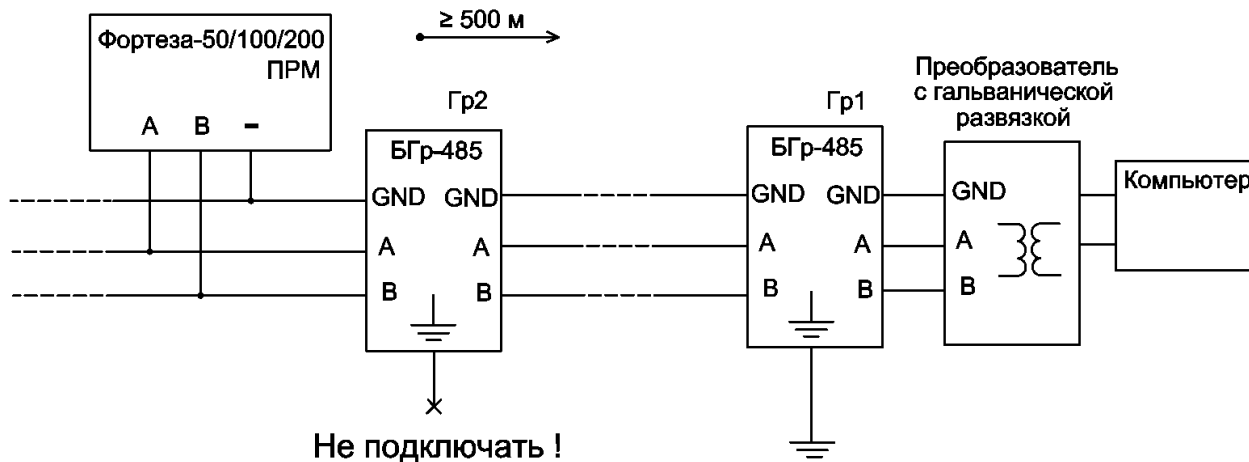 ≥ 500 м
Фортеза-50/100/200
ПРМ
А В –
Гр2
БГр-485
GND GND
А А
В В
Не подключать !
Гр1
БГр-485
GND GND
А А
В В
Преобразователь
с гальванической
развязкой
GND
А
В
Компьютер